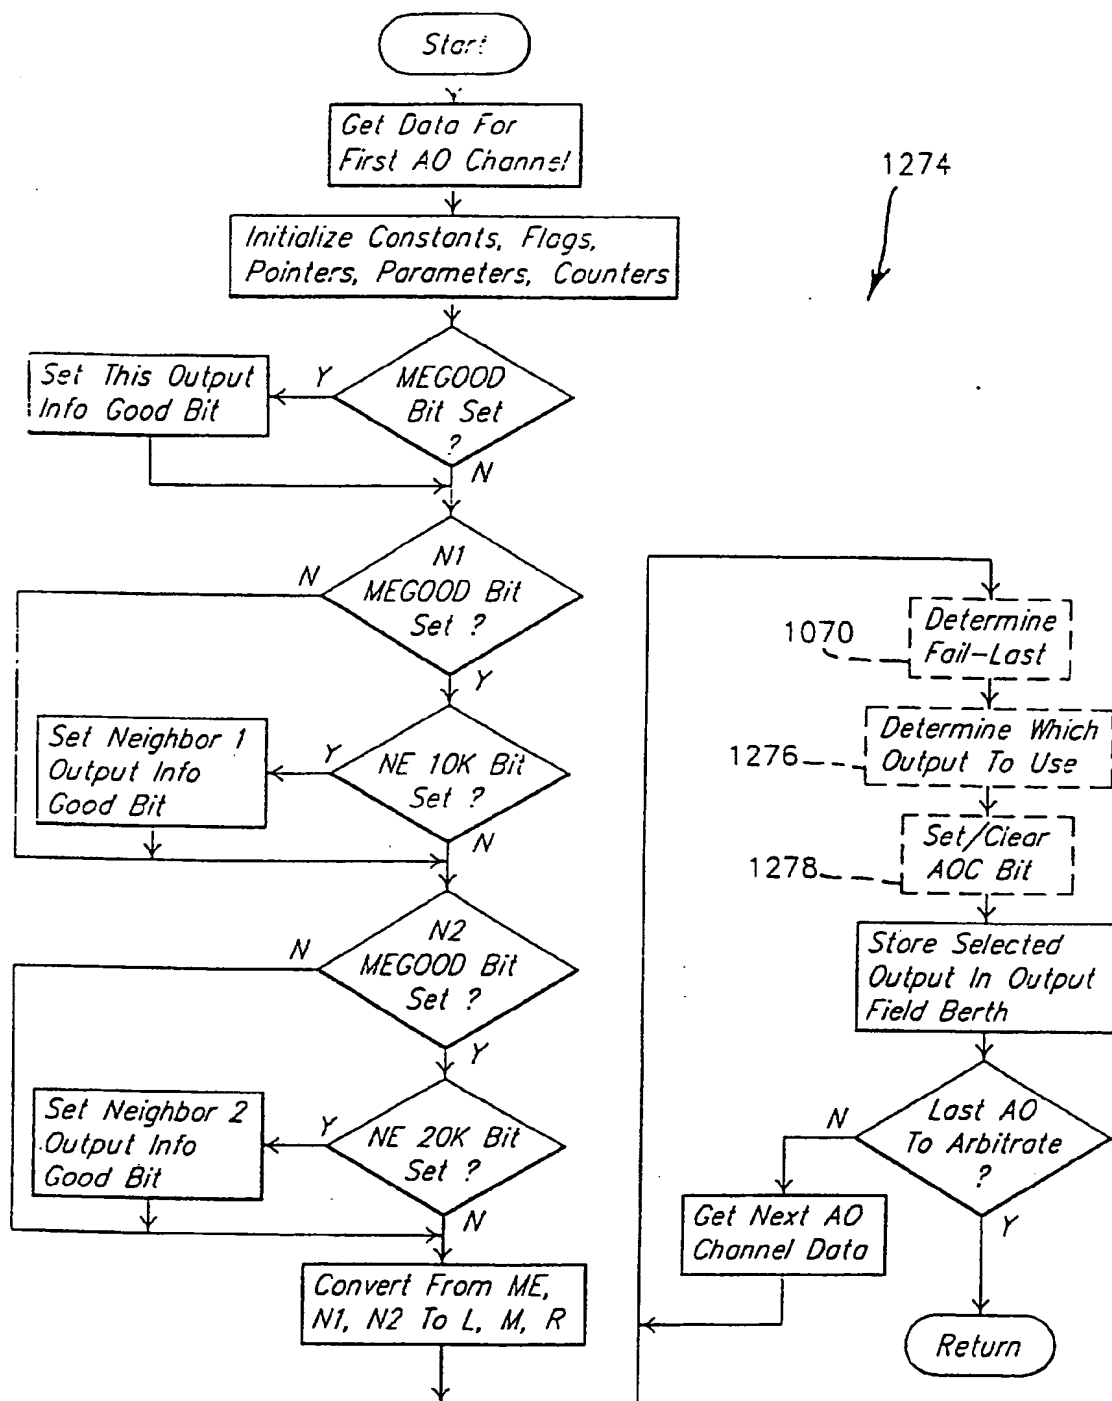 Start
Get Data For
First AO Channel
1274
Initialize Constants, Flags,
Pointers, Parameters, Counters
Set This Output
Info Good Bit
Y
MEGOOD
Bit Set
?
N
N1
MEGOOD Bit
Set ?
N
Y
Set Neighbor 1
Output Info
Good Bit
Y
NE 10K Bit
Set ?
N
N2
MEGOOD Bit
Set ?
N
Y
Set Neighbor 2
Output Info
Good Bit
Y
NE 20K Bit
Set ?
N
Convert From ME,
N1, N2 To L, M, R
Determine
Fail-Last
1070
Determine Which
Output To Use
1276
Set/Clear
AOC Bit
1278
Store Selected
Output In Output
Field Berth
Last AO
To Arbitrate
?
N
Y
Get Next AO
Channel Data
Return